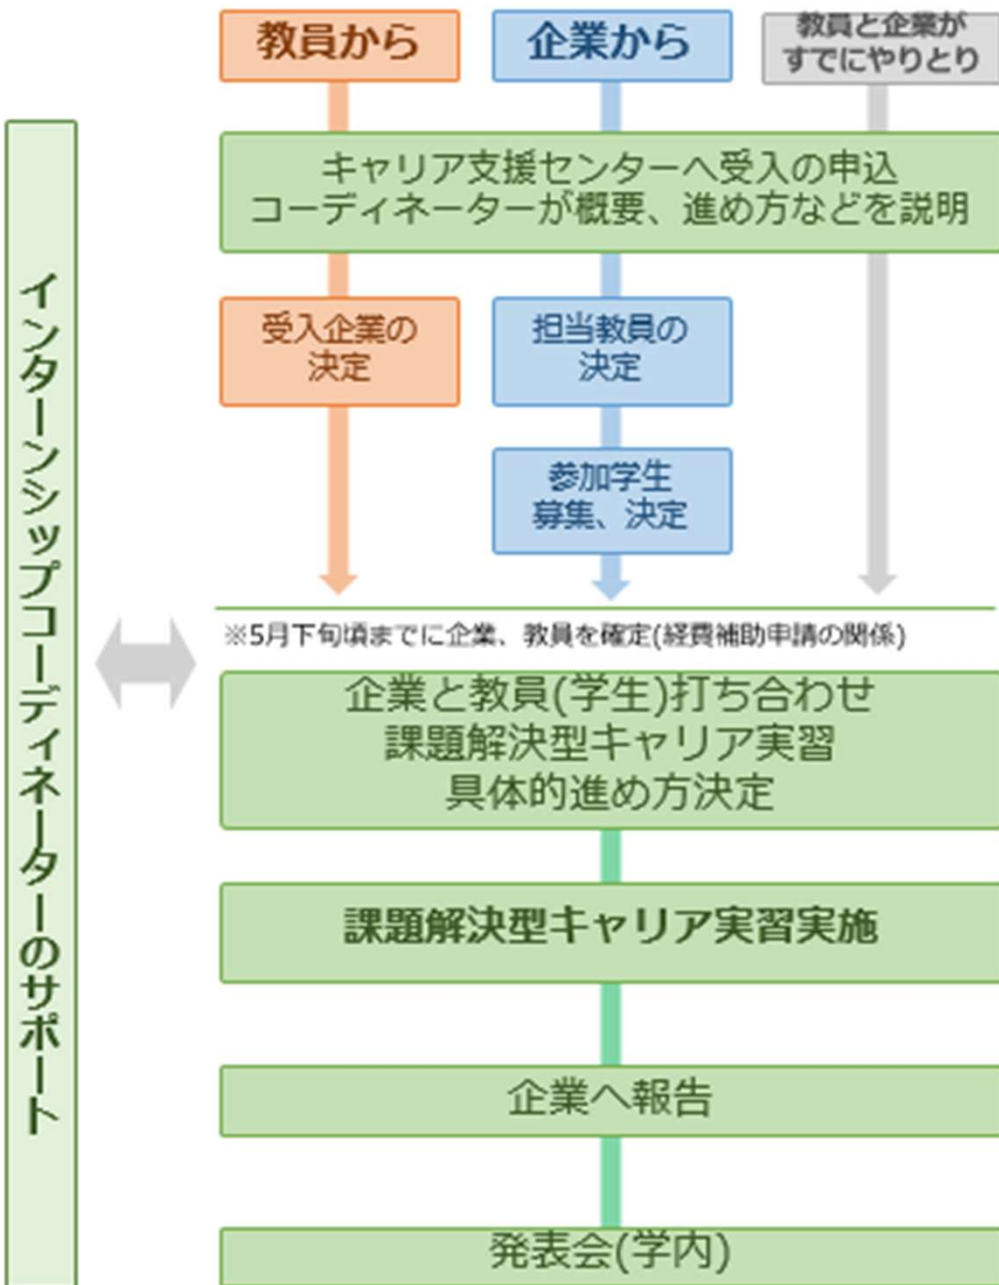 教員から
企業から
教員と企業が
すでにやりとり
キャリア支援センターへ受入の申込
コーディネーターが概要、進め方などを説明
受入企業の
決定
担当教員の
決定
参加学生
募集、決定
※5月下旬頃までに企業、教員を確定(経費補助申請の関係)
企業と教員(学生)打ち合わせ
課題解決型キャリア実習
具体的進め方決定
課題解決型キャリア実習実施
企業へ報告
発表会(学内)
インターンシップコーディネーターのサポート